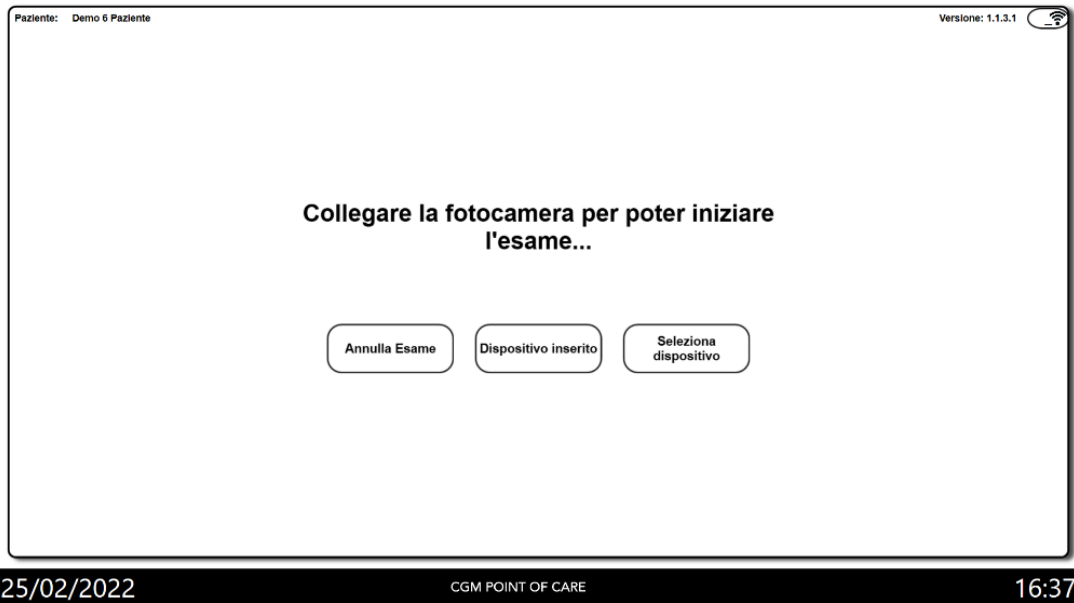 Paziente: Demo 6 Paziente
Versione: 1.1.3.1
Collegare la fotocamera per poter iniziare
l'esame...
Annulla Esame
Dispositivo inserito
Seleziona
dispositivo
25/02/2022
CGM POINT OF CARE
16:37